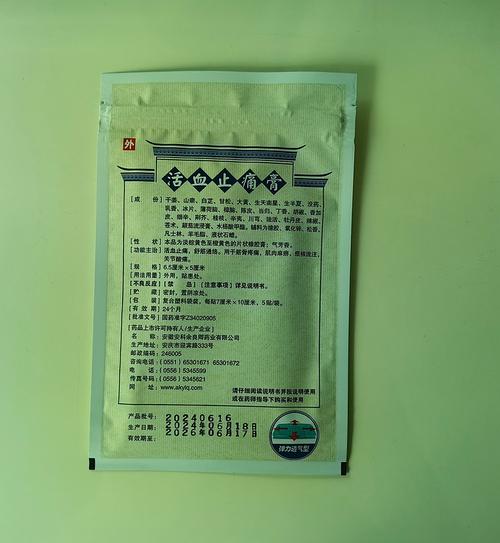 外
活血止痛膏
[成 份] 干姜、山柰、白芷、甘松、大黄、生天南星、生半夏、没药、
乳香、冰片、薄荷脑、樟脑、陈皮、当归、丁香、胡椒、香加
皮、细辛、荆芥、桂枝、辛夷、川芎、独活、牡丹皮、辣椒、
苍术、颠茄流浸膏、水杨酸甲酯。辅料为橡胶、氧化锌、松香、
凡士林、羊毛脂、液状石蜡。
[性 状] 本品为淡棕黄色至橙黄色的片状橡胶膏；气芳香。
[功能主治] 活血止痛，舒筋通络。用于筋骨疼痛，肌肉麻痹，痰核流注，
关节酸痛。
[规 格] 6.5厘米×5厘米
[用法用量] 外用，贴患处。
[不良反应] [禁 忌] [注意事项] 详见说明书。
[贮 藏] 密封，置阴凉处。
[包 装] 复合塑料袋装，每贴7厘米×10厘米，5贴/袋。
[有 效 期] 24个月
[批准文号] 国药准字Z34020905
[药品上市许可持有人/生产企业]
名 称：安徽安科余良卿药业有限公司
生产地址：安庆市迎宾路333号
邮政编码：246005
咨询电话：(0551) 65301671 65301672
电 话：(0556) 5345599
传真号码：(0556) 5345621
网 址：www.akylq.com
请仔细阅读说明书并按说明使用
或在药师指导下购买和使用
产品批号：20240616
生产日期：2024年06月18日
有效期至：2026年06月17日
弹力透气型